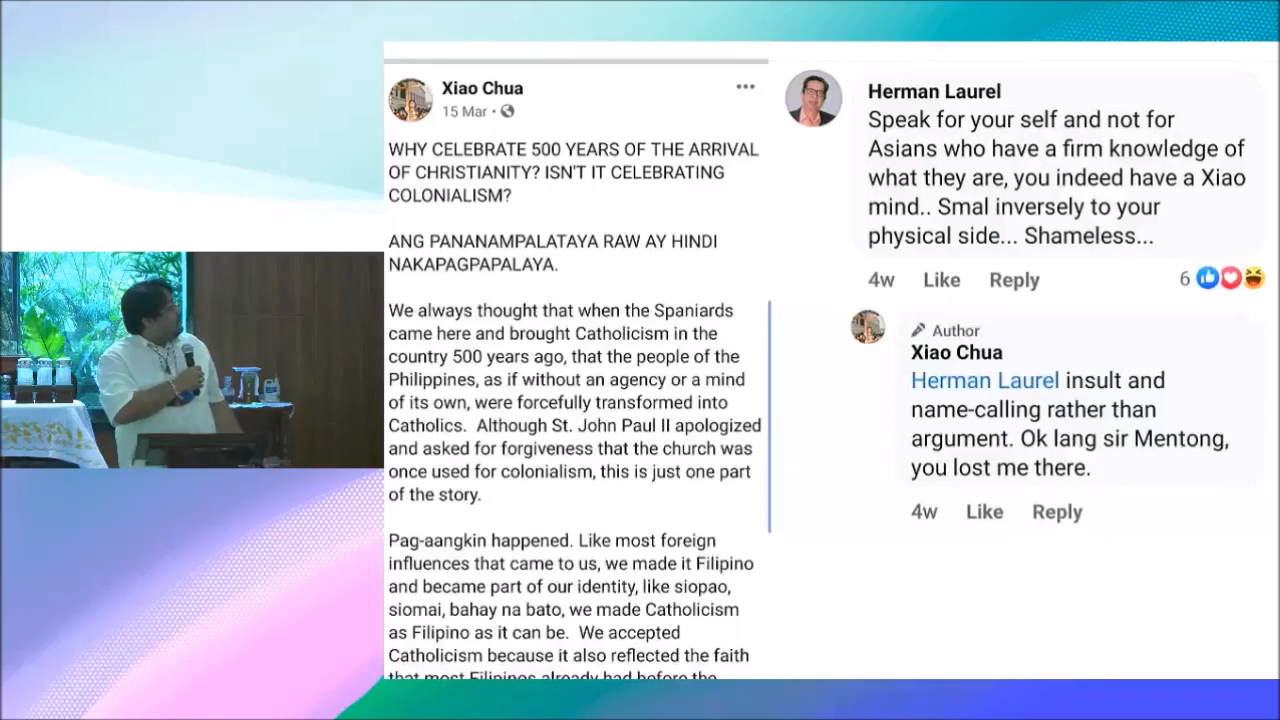 Xiao Chua
15 Mar
WHY CELEBRATE 500 YEARS OF THE ARRIVAL
OF CHRISTIANITY? ISN'T IT CELEBRATING
COLONIALISM?
ANG PANANAMPALATAYA RAW AY HINDI
NAKAPAGPAPALAYA.
We always thought that when the Spaniards
came here and brought Catholicism in the
country 500 years ago, that the people of the
Philippines, as if without an agency or a mind
of its own, were forcefully transformed into
Catholics. Although St. John Paul II apologized
and asked for forgiveness that the church was
once used for colonialism, this is just one part
of the story.
Pag-aangkin happened. Like most foreign
influences that came to us, we made it Filipino
and became part of our identity, like siopao,
siomai, bahay na bato, we made Catholicism
as Filipino as it can be. We accepted
Catholicism because it also reflected the faith
that most Filipinos already had before the
Herman Laurel
Speak for your self and not for
Asians who have a firm knowledge of
what they are, you indeed have a Xiao
mind.. Smal inversely to your
physical side... Shameless...
4w Like Reply 6
Author
Xiao Chua
Herman Laurel insult and
name-calling rather than
argument. Ok lang sir Mentong,
you lost me there.
4w Like Reply